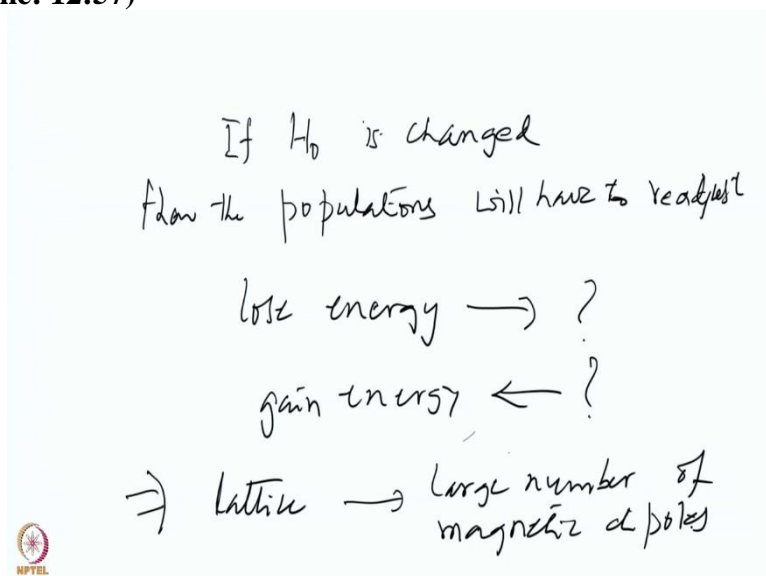 If H₀ is changed
then the populations will have to readjust
lose energy → ?
gain energy ← ?
⇒ Lattice → large number of
magnetic dipoles
NPTEL